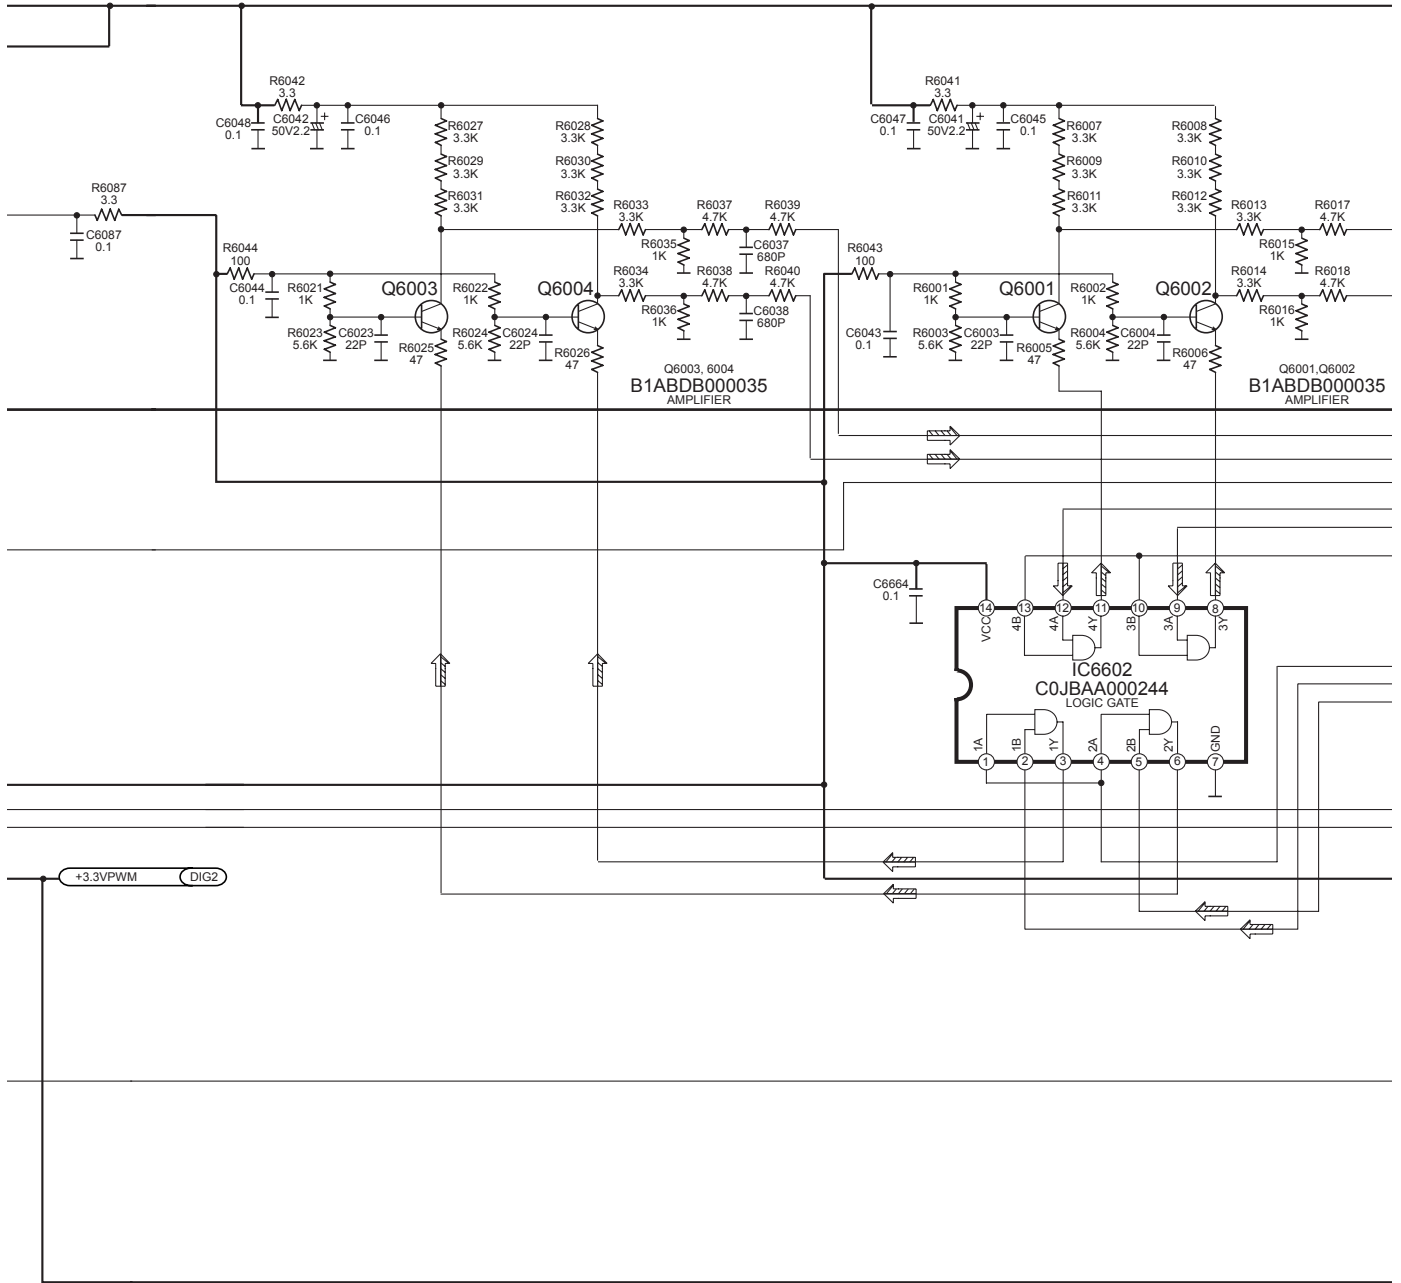 R6042
3.3
C6048
0.1
C6042
50V2.2
+
C6046
0.1
R6027
3.3K
R6028
3.3K
R6029
3.3K
R6030
3.3K
R6031
3.3K
R6032
3.3K
R6041
3.3
C6047
0.1
C6041
50V2.2
+
C6045
0.1
R6007
3.3K
R6008
3.3K
R6009
3.3K
R6010
3.3K
R6011
3.3K
R6012
3.3K
R6087
3.3
C6087
0.1
R6033
3.3K
R6037
4.7K
R6039
4.7K
R6035
1K
C6037
680P
R6034
3.3K
R6038
4.7K
R6040
4.7K
R6036
1K
C6038
680P
R6013
3.3K
R6017
4.7K
R6015
1K
R6014
3.3K
R6018
4.7K
R6016
1K
R6044
100
C6044
0.1
R6021
1K
Q6003
R6022
1K
Q6004
R6023
5.6K
C6023
22P
R6025
47
R6024
5.6K
C6024
22P
R6026
47
R6043
100
C6043
0.1
R6001
1K
Q6001
R6002
1K
Q6002
R6003
5.6K
C6003
22P
R6005
47
R6004
5.6K
C6004
22P
R6006
47
Q6003, 6004
B1ABDB000035
AMPLIFIER
Q6001,Q6002
B1ABDB000035
AMPLIFIER
C6664
0.1
14
13
12
11
10
9
8
VCC
4B
4A
4Y
3B
3A
3Y
IC6602
C0JBAA000244
LOGIC GATE
1A
1B
1Y
2A
2B
2Y
GND
1
2
3
4
5
6
7
+3.3VPWM
DIG2